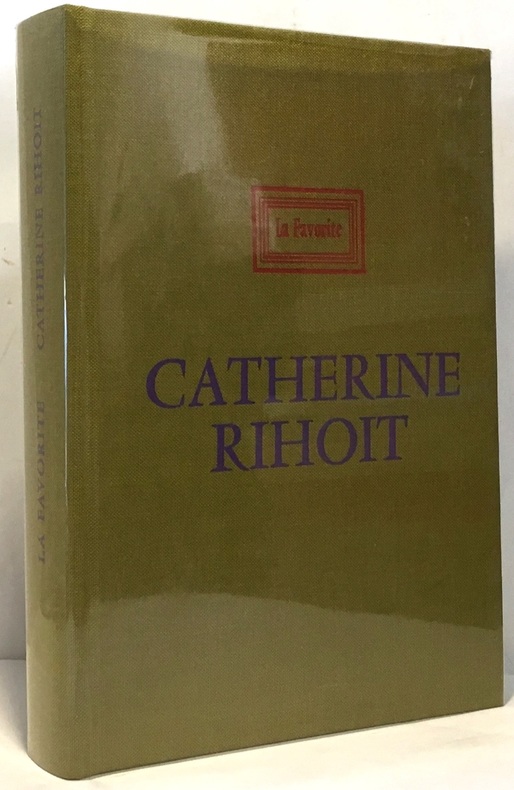 LA FAVORITE CATHERINE RIHOIT
La Favorite
CATHERINE
RIHOIT